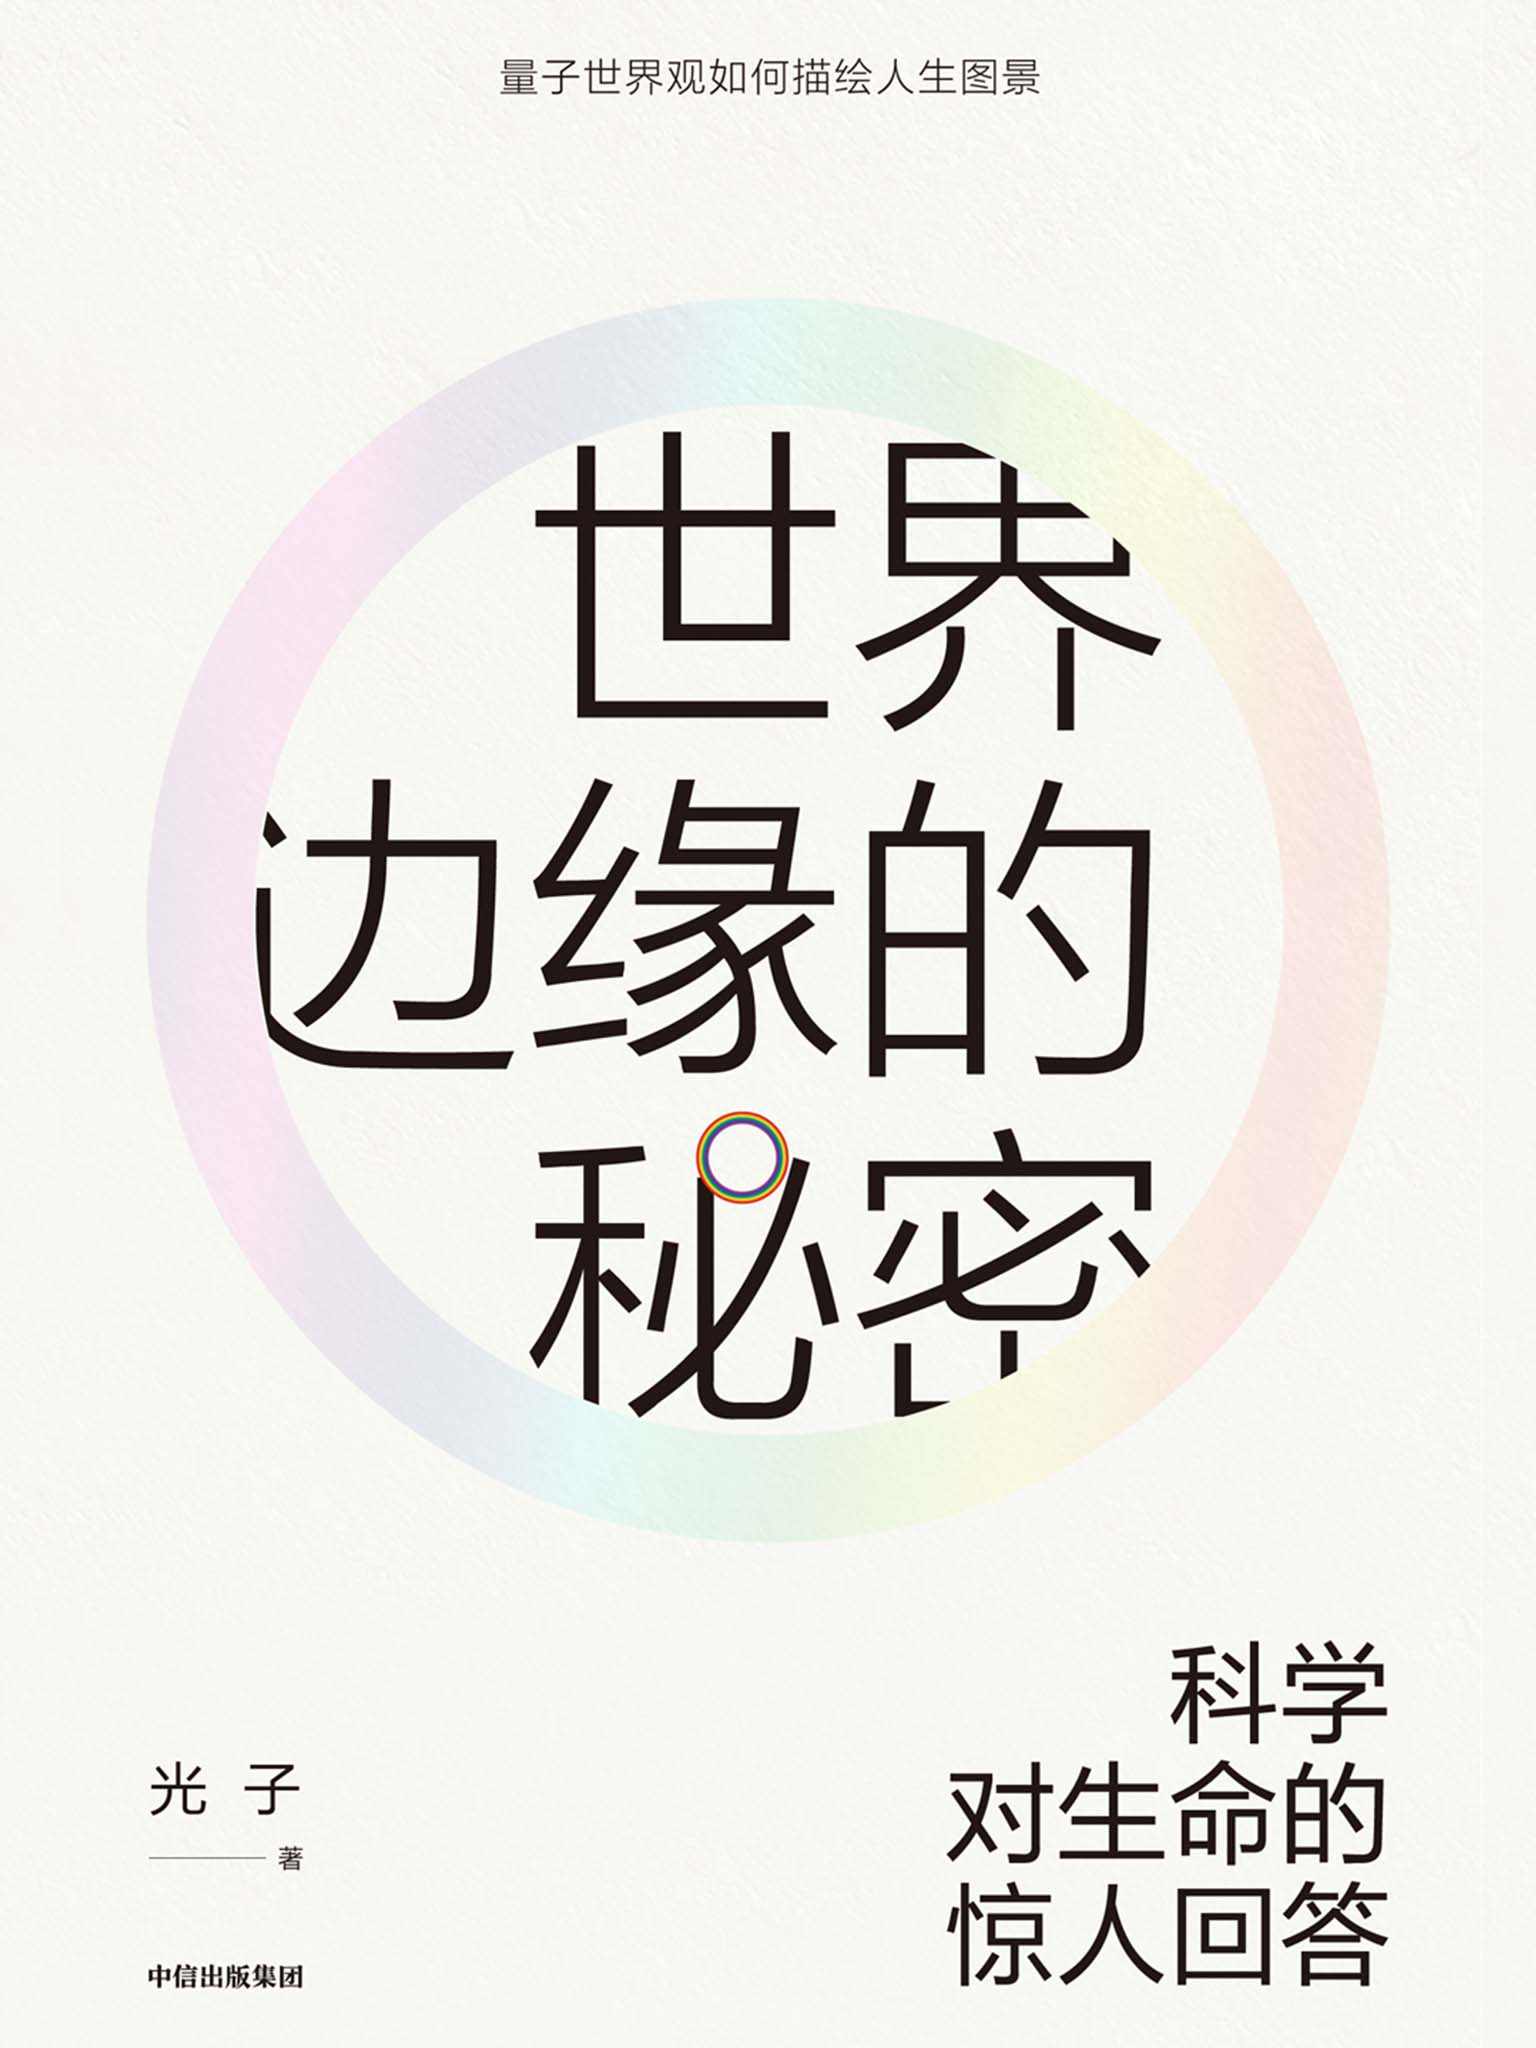 量子世界观如何描绘人生图景
世界
边缘的
秘密
科学
对生命的
惊人回答
光子
著
中信出版集团